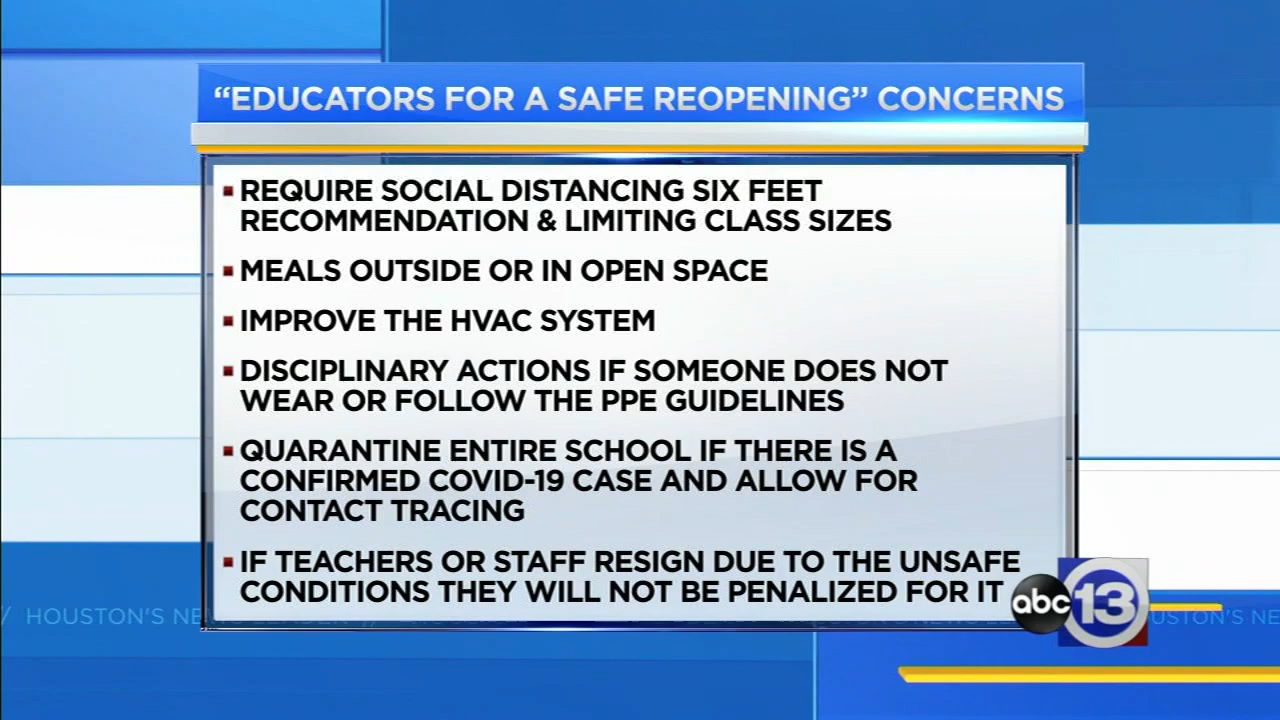 “EDUCATORS FOR A SAFE REOPENING” CONCERNS
▪ REQUIRE SOCIAL DISTANCING SIX FEET
RECOMMENDATION & LIMITING CLASS SIZES
▪ MEALS OUTSIDE OR IN OPEN SPACE
▪ IMPROVE THE HVAC SYSTEM
▪ DISCIPLINARY ACTIONS IF SOMEONE DOES NOT
WEAR OR FOLLOW THE PPE GUIDELINES
▪ QUARANTINE ENTIRE SCHOOL IF THERE IS A
CONFIRMED COVID-19 CASE AND ALLOW FOR
CONTACT TRACING
▪ IF TEACHERS OR STAFF RESIGN DUE TO THE UNSAFE
CONDITIONS THEY WILL NOT BE PENALIZED FOR IT
abc 13
// HOUSTON'S